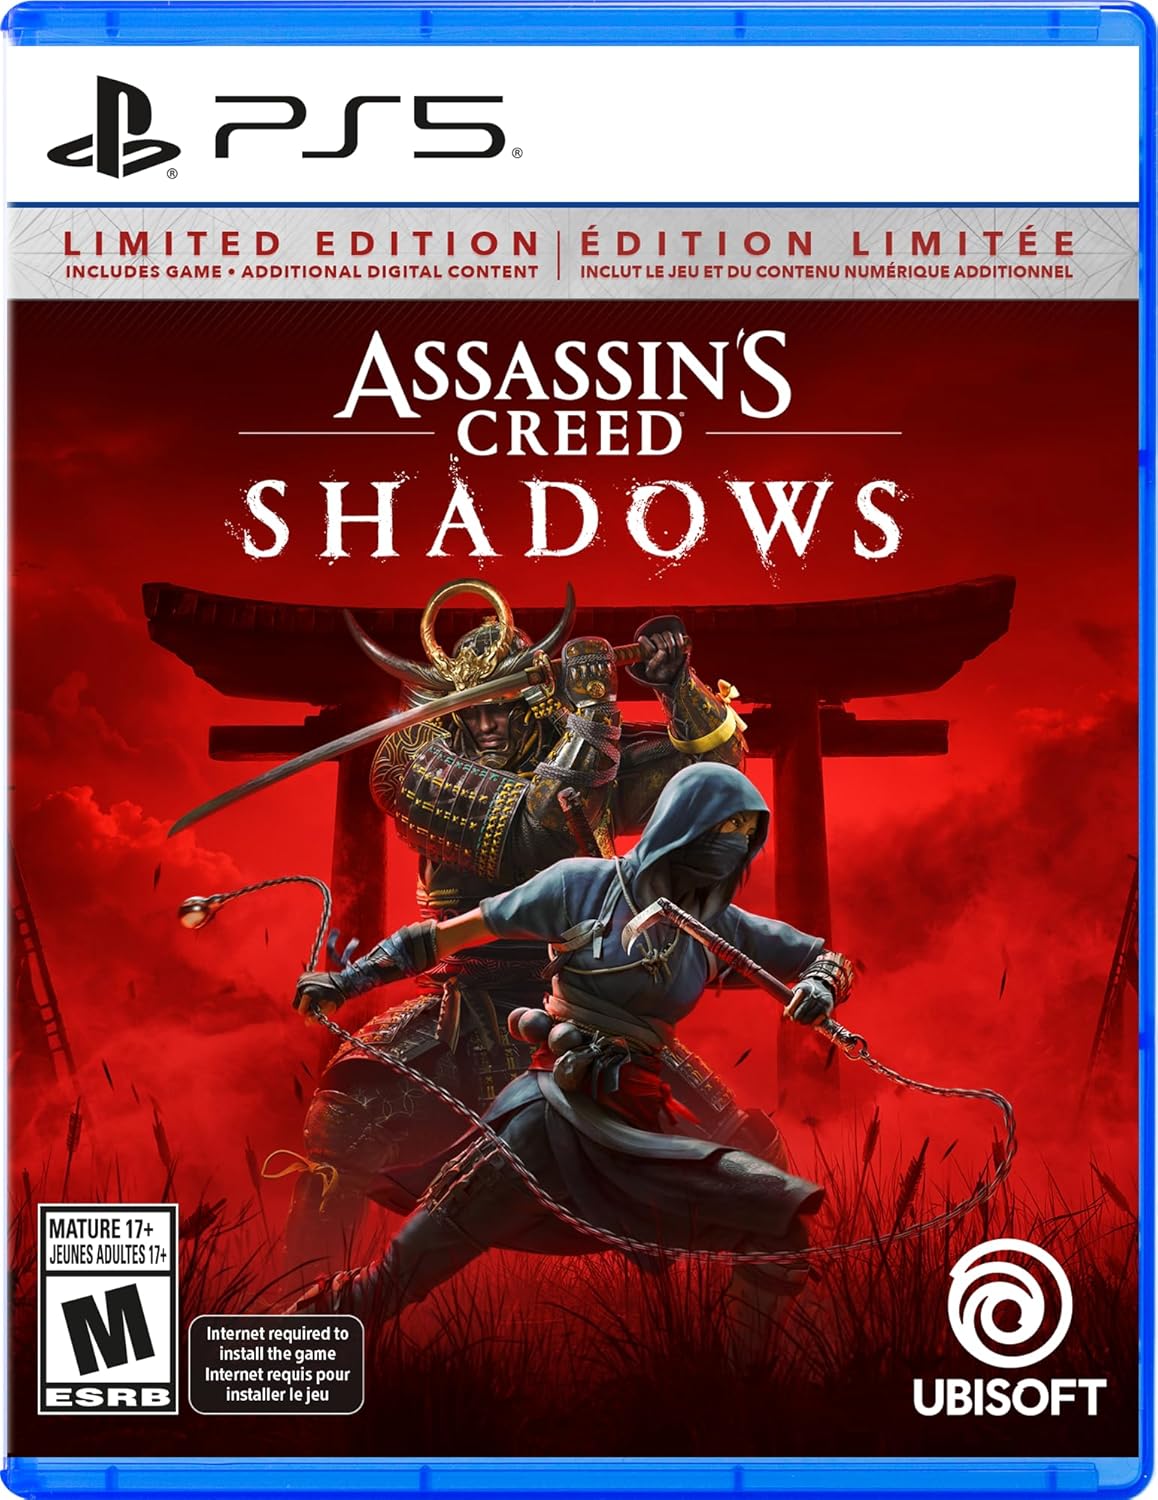 PS5®
LIMITED EDITION | ÉDITION LIMITÉE
INCLUDES GAME • ADDITIONAL DIGITAL CONTENT | INCLUT LE JEU ET DU CONTENU NUMÉRIQUE ADDITIONNEL
ASSASSIN'S
CREED®
SHADOWS
MATURE 17+
JEUNES ADULTES 17+
M
ESRB
Internet required to
install the game
Internet requis pour
installer le jeu
UBISOFT